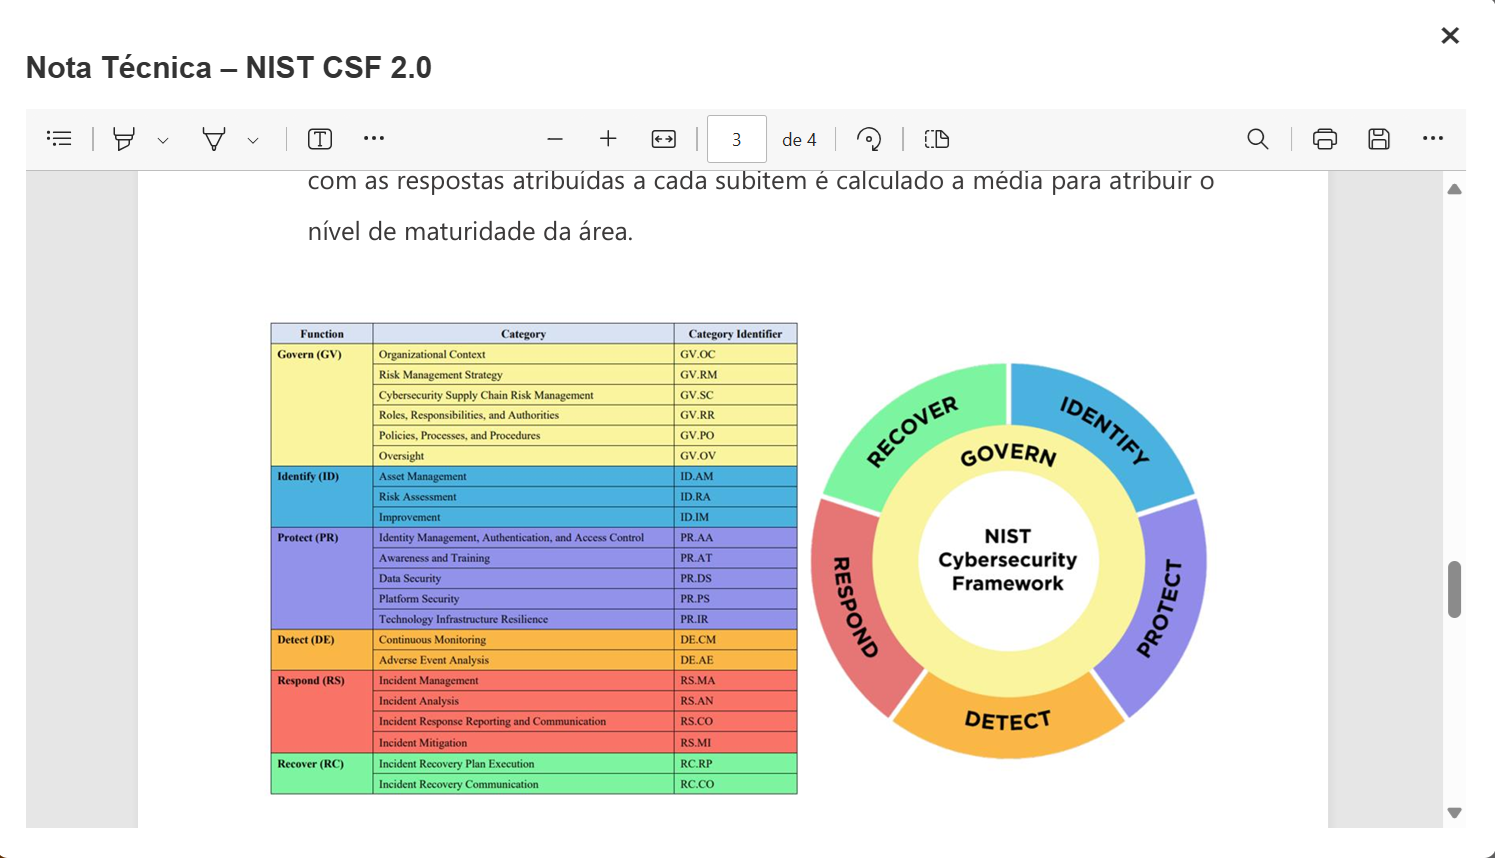 Nota Técnica – NIST CSF 2.0
3 de 4
com as respostas atribuídas a cada subitem é calculado a média para atribuir o
nível de maturidade da área.
Function Category Category Identifier
Govern (GV) Organizational Context GV.OC
Risk Management Strategy GV.RM
Cybersecurity Supply Chain Risk Management GV.SC
Roles, Responsibilities, and Authorities GV.RR
Policies, Processes, and Procedures GV.PO
Oversight GV.OV
Identify (ID) Asset Management ID.AM
Risk Assessment ID.RA
Improvement ID.IM
Protect (PR) Identity Management, Authentication, and Access Control PR.AA
Awareness and Training PR.AT
Data Security PR.DS
Platform Security PR.PS
Technology Infrastructure Resilience PR.IR
Detect (DE) Continuous Monitoring DE.CM
Adverse Event Analysis DE.AE
Respond (RS) Incident Management RS.MA
Incident Analysis RS.AN
Incident Response Reporting and Communication RS.CO
Incident Mitigation RS.MI
Recover (RC) Incident Recovery Plan Execution RC.RP
Incident Recovery Communication RC.CO
RECOVER
IDENTIFY
GOVERN
NIST
Cybersecurity
Framework
RESPOND
PROTECT
DETECT